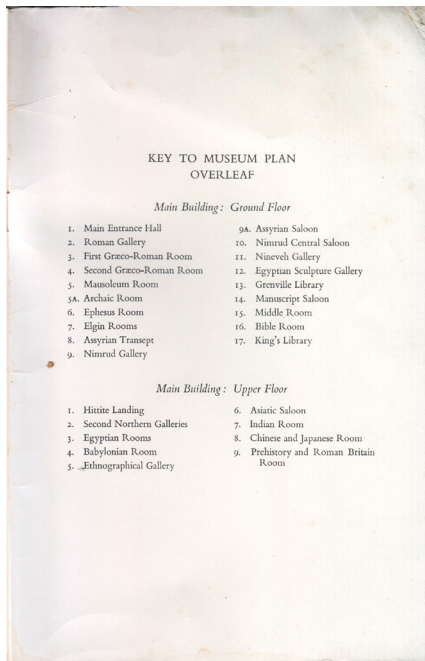 KEY TO MUSEUM PLAN
OVERLEAF
Main Building: Ground Floor
1. Main Entrance Hall
2. Roman Gallery
3. First Græco-Roman Room
4. Second Græco-Roman Room
5. Mausoleum Room
5A. Archaic Room
6. Ephesus Room
7. Elgin Rooms
8. Assyrian Transept
9. Nimrud Gallery
9A. Assyrian Saloon
10. Nimrud Central Saloon
11. Nineveh Gallery
12. Egyptian Sculpture Gallery
13. Grenville Library
14. Manuscript Saloon
15. Middle Room
16. Bible Room
17. King's Library
Main Building: Upper Floor
1. Hittite Landing
2. Second Northern Galleries
3. Egyptian Rooms
4. Babylonian Room
5. Ethnographical Gallery
6. Asiatic Saloon
7. Indian Room
8. Chinese and Japanese Room
9. Prehistory and Roman Britain
Room